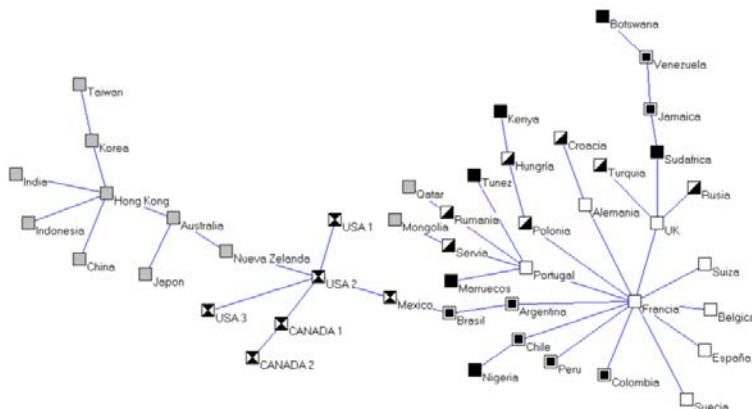 Botswana
Venezuela
Taiwan
Jamaica
Kenya
Croacia
Korea
Sudafrica
Hungría
Turquia
India
Tunez
Rusia
Hong Kong
Qatar
Alemania
Rumania
Indonesia
Australia
USA 1
Mongolia
Polonia
UK
Servia
Nueva Zelanda
China
Japon
Portugal
Suiza
USA 2
Marruecos
Mexico
Argentina
Francia
USA 3
Brasil
Belgica
CANADA 1
Chile
España
CANADA 2
Peru
Nigeria
Colombia
Suecia